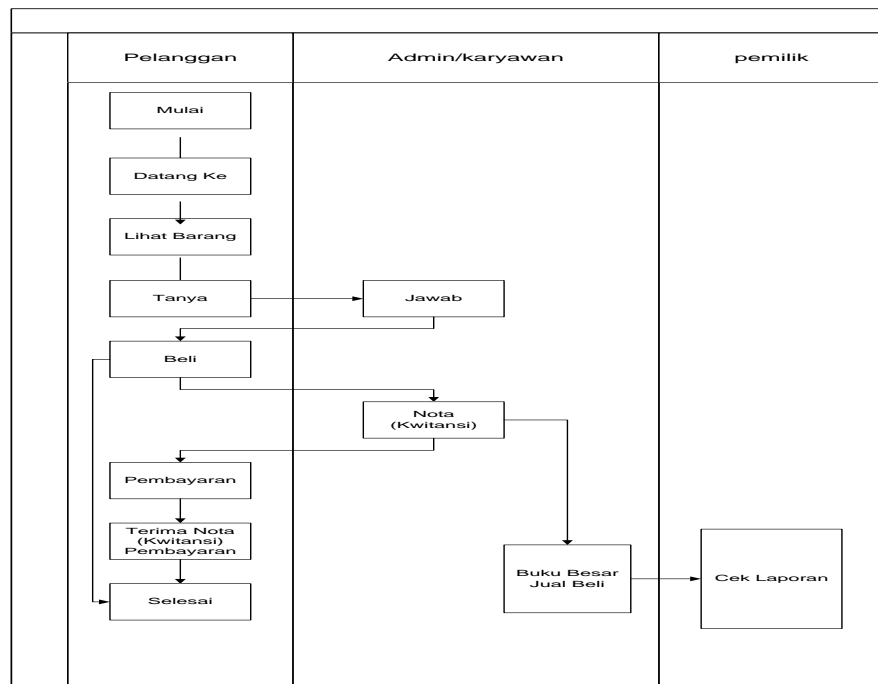 Pelanggan
Admin/karyawan
pemilik
Mulai
Datang Ke
Lihat Barang
Tanya
Jawab
Beli
Nota
(Kwitansi)
Pembayaran
Terima Nota
(Kwitansi)
Pembayaran
Buku Besar
Jual Beli
Cek Laporan
Selesai